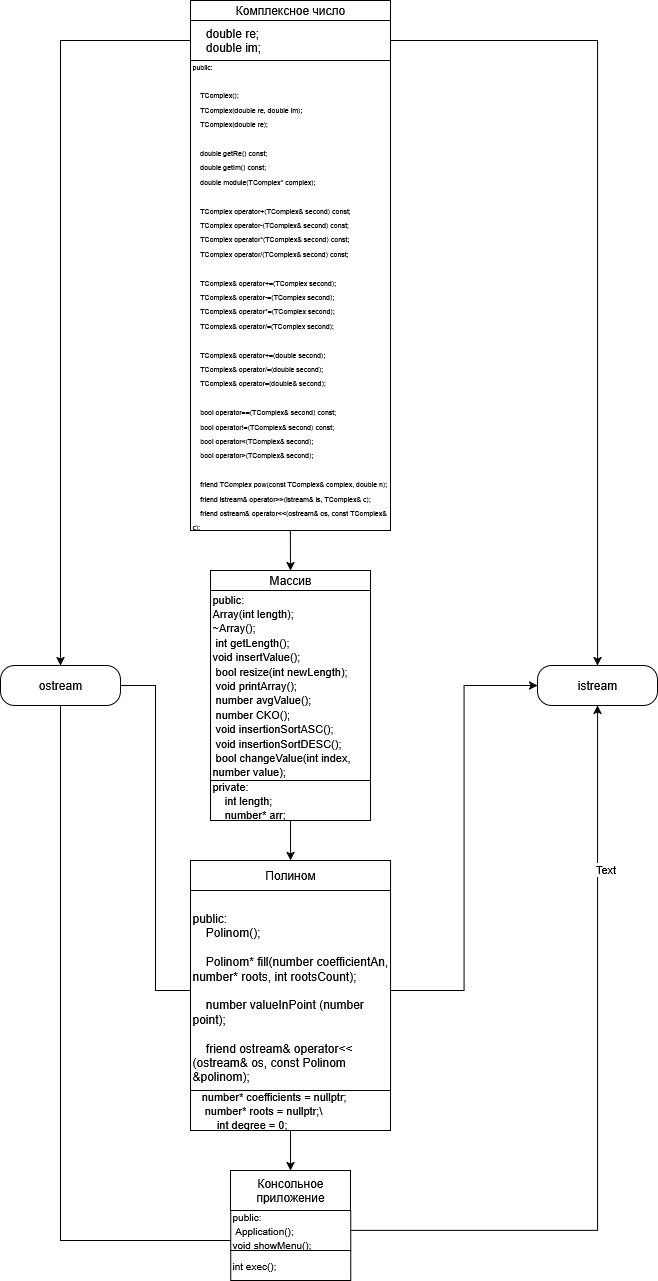 Комплексное число
double re;
double im;
public:
TComplex();
TComplex(double re, double im);
TComplex(double re);
double getRe() const;
double getIm() const;
double module(TComplex* complex);
TComplex operator+(TComplex& second) const;
TComplex operator-(TComplex& second) const;
TComplex operator*(TComplex& second) const;
TComplex operator/(TComplex& second) const;
TComplex& operator+=(TComplex second);
TComplex& operator-=(TComplex second);
TComplex& operator*=(TComplex second);
TComplex& operator/=(TComplex second);
TComplex& operator+=(double second);
TComplex& operator/=(double second);
TComplex& operator=(double& second);
bool operator==(TComplex& second) const;
bool operator!=(TComplex& second) const;
bool operator<(TComplex& second);
bool operator>(TComplex& second);
friend TComplex pow(const TComplex& complex, double n);
friend istream& operator>>(istream& is, TComplex& c);
friend ostream& operator<<(ostream& os, const TComplex&
c);
Массив
public:
Array(int length);
~Array();
int getLength();
void insertValue();
bool resize(int newLength);
void printArray();
number avgValue();
number CKO();
void insertionSortASC();
void insertionSortDESC();
bool changeValue(int index,
number value);
private:
int length;
number* arr;
ostream
istream
Полином
public:
Polinom();
Polinom* fill(number coefficientAn,
number* roots, int rootsCount);
number valueInPoint (number
point);
friend ostream& operator<<
(ostream& os, const Polinom
&polinom);
number* coefficients = nullptr;
number* roots = nullptr;\
int degree = 0;
Text
Консольное
приложение
public:
Application();
void showMenu();
int exec();